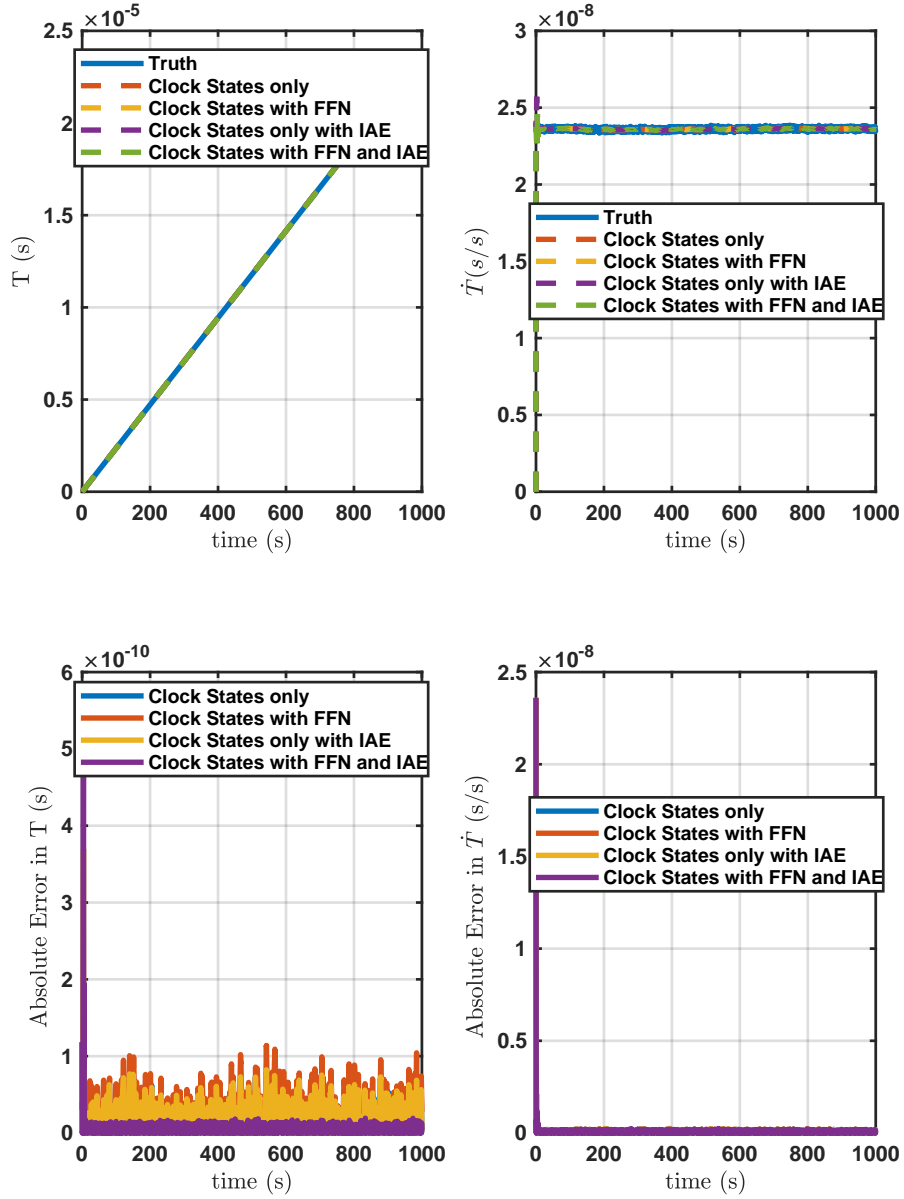 ×10-5
2.5
2
1.5
1
0.5
0
T (s)
Truth
Clock States only
Clock States with FFN
Clock States only with IAE
Clock States with FFN and IAE
0 200 400 600 800 1000
time (s)
×10-8
3
2.5
2
1.5
1
0.5
0
Ṫ(s/s)
Truth
Clock States only
Clock States with FFN
Clock States only with IAE
Clock States with FFN and IAE
0 200 400 600 800 1000
time (s)
×10-10
6
5
4
3
2
1
0
Absolute Error in T (s)
Clock States only
Clock States with FFN
Clock States only with IAE
Clock States with FFN and IAE
0 200 400 600 800 1000
time (s)
×10-8
2.5
2
1.5
1
0.5
0
Absolute Error in Ṫ (s/s)
Clock States only
Clock States with FFN
Clock States only with IAE
Clock States with FFN and IAE
0 200 400 600 800 1000
time (s)